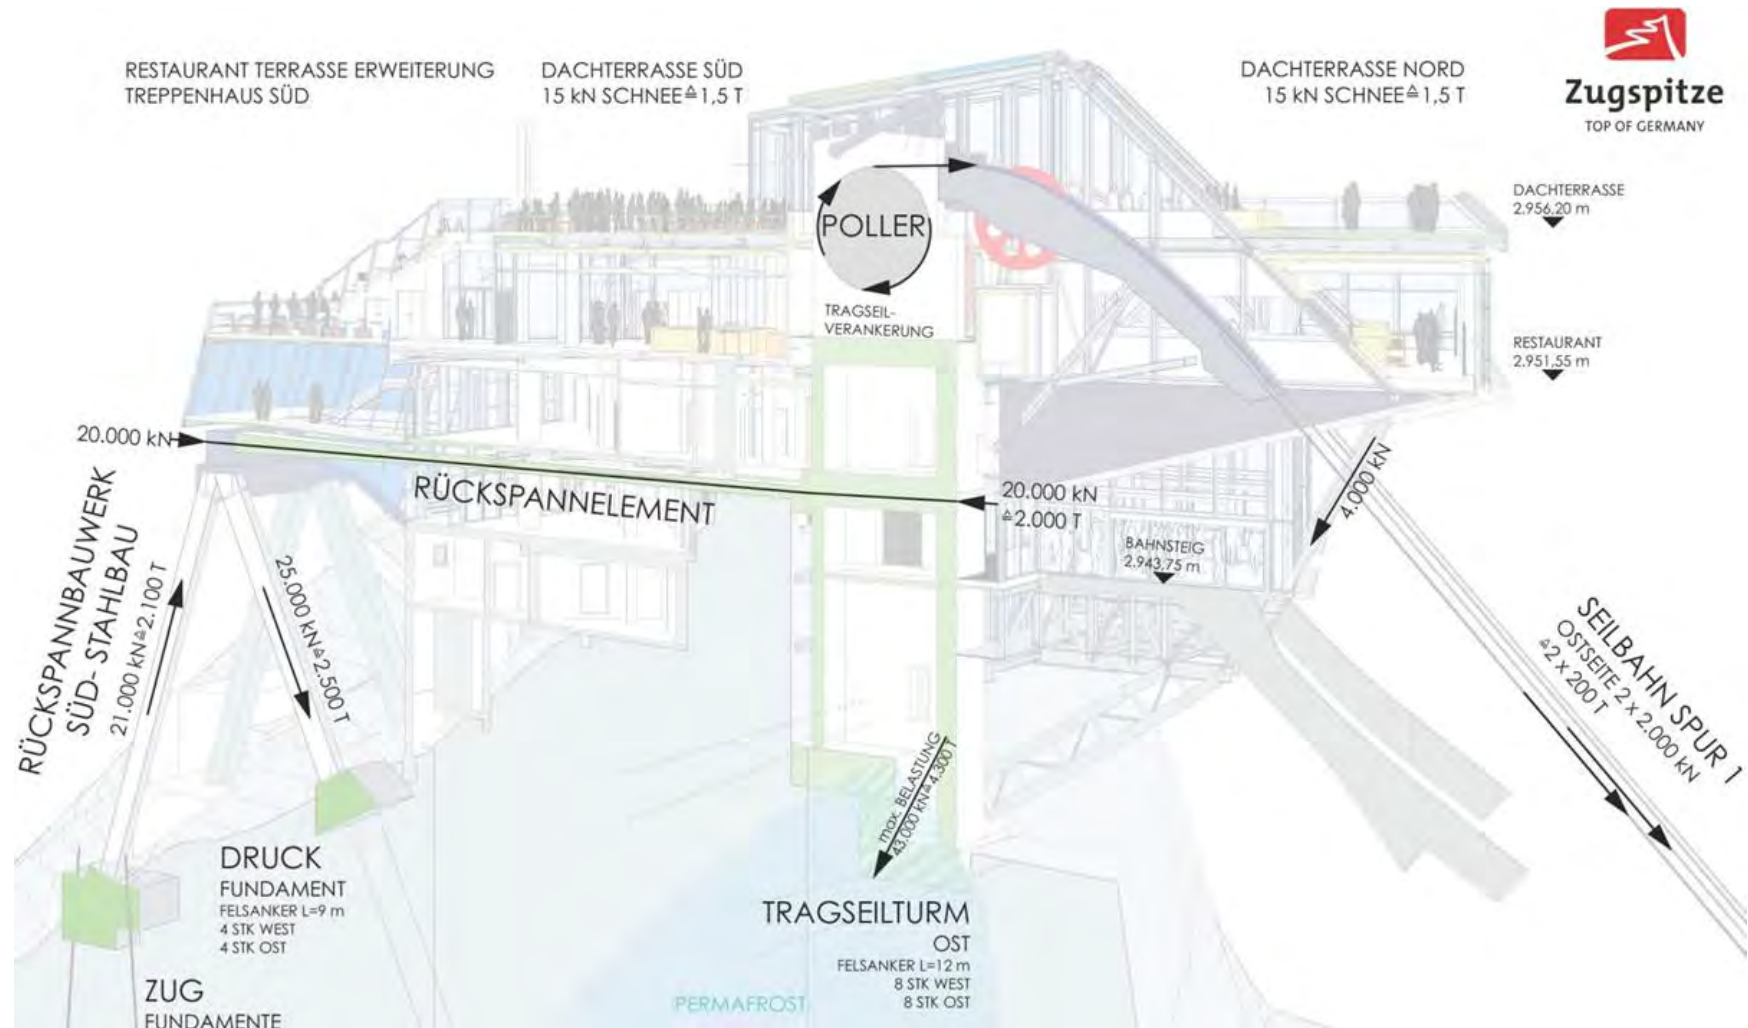 RESTAURANT TERRASSE ERWEITERUNG
TREPPENHAUS SÜD
DACHTERRASSE SÜD
15 kN SCHNEE≙1,5 T
DACHTERRASSE NORD
15 kN SCHNEE≙1,5 T
Zugspitze
TOP OF GERMANY
DACHTERRASSE
2.956,20 m
POLLER
TRAGSEIL-
VERANKERUNG
RESTAURANT
2.951,55 m
20.000 kN
RÜCKSPANNELEMENT
20.000 kN
≙2.000 T
4.000 kN
BAHNSTEIG
2.943,75 m
RÜCKSPANNBAUWERK
SÜD- STAHLBAU
21.000 kN≙2.100 T
25.000 kN≙2.500 T
SEILBAHN SPUR 1
OSTSEITE 2 X 2.000 kN
≙2 X 200 T
max. BELASTUNG
43.000 kN≙4.300 T
DRUCK
FUNDAMENT
FELSANKER L=9 m
4 STK WEST
4 STK OST
TRAGSEILTURM
OST
FELSANKER L=12 m
8 STK WEST
8 STK OST
PERMAFROST
ZUG
FUNDAMENTE